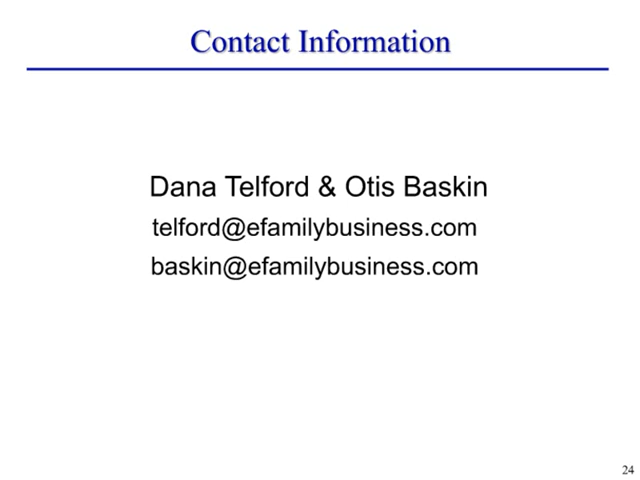 Contact Information
Dana Telford & Otis Baskin
telford@efamilybusiness.com
baskin@efamilybusiness.com
24